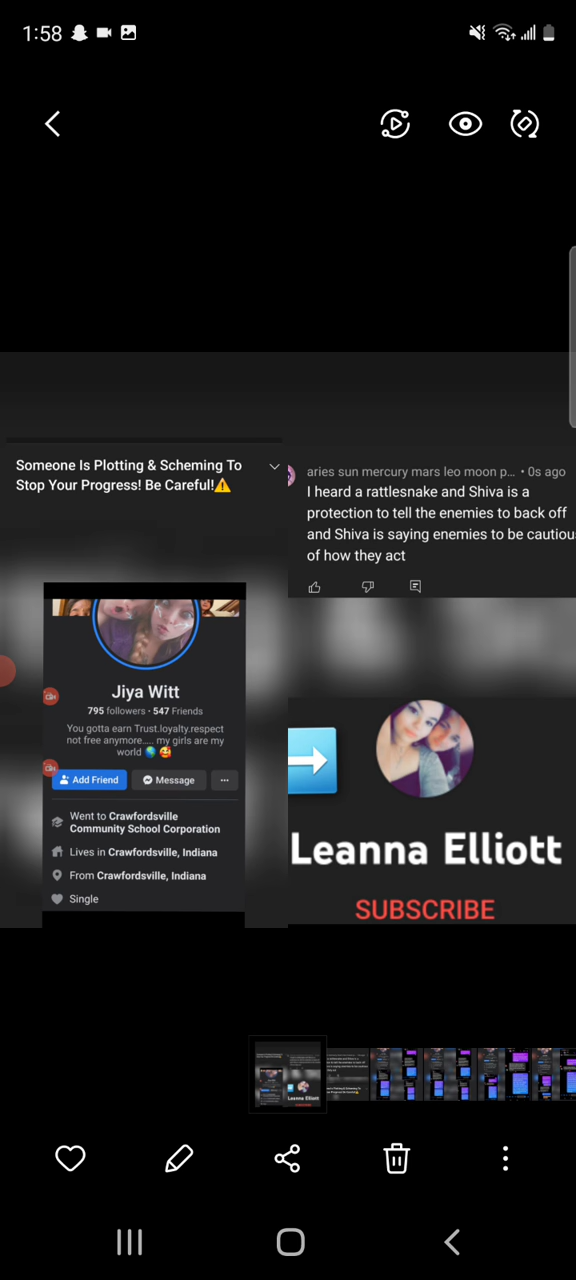 1:58
Someone Is Plotting & Scheming To
Stop Your Progress! Be Careful!⚠️
Jiya Witt
795 followers • 547 Friends
You gotta earn Trust.loyalty.respect
not free anymore..... my girls are my
world 🌎 🥰
Add Friend
Message
Went to Crawfordsville
Community School Corporation
Lives in Crawfordsville, Indiana
From Crawfordsville, Indiana
Single
aries sun mercury mars leo moon p... • 0s ago
I heard a rattlesnake and Shiva is a
protection to tell the enemies to back off
and Shiva is saying enemies to be cautiou
of how they act
Leanna Elliott
SUBSCRIBE